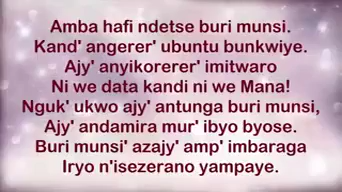 Amba hafi ndetse buri munsi.
Kand' angerer' ubuntu bunkwiye.
Ajy' anyikorerer' imitwaro
Ni we data kandi ni we Mana!
Nguk' ukwo ajy' antunga buri munsi,
Ajy' andamira mur' ibyo byose.
Buri munsi' azajy' amp' imbaraga
Iryo n'isezerano yampaye.